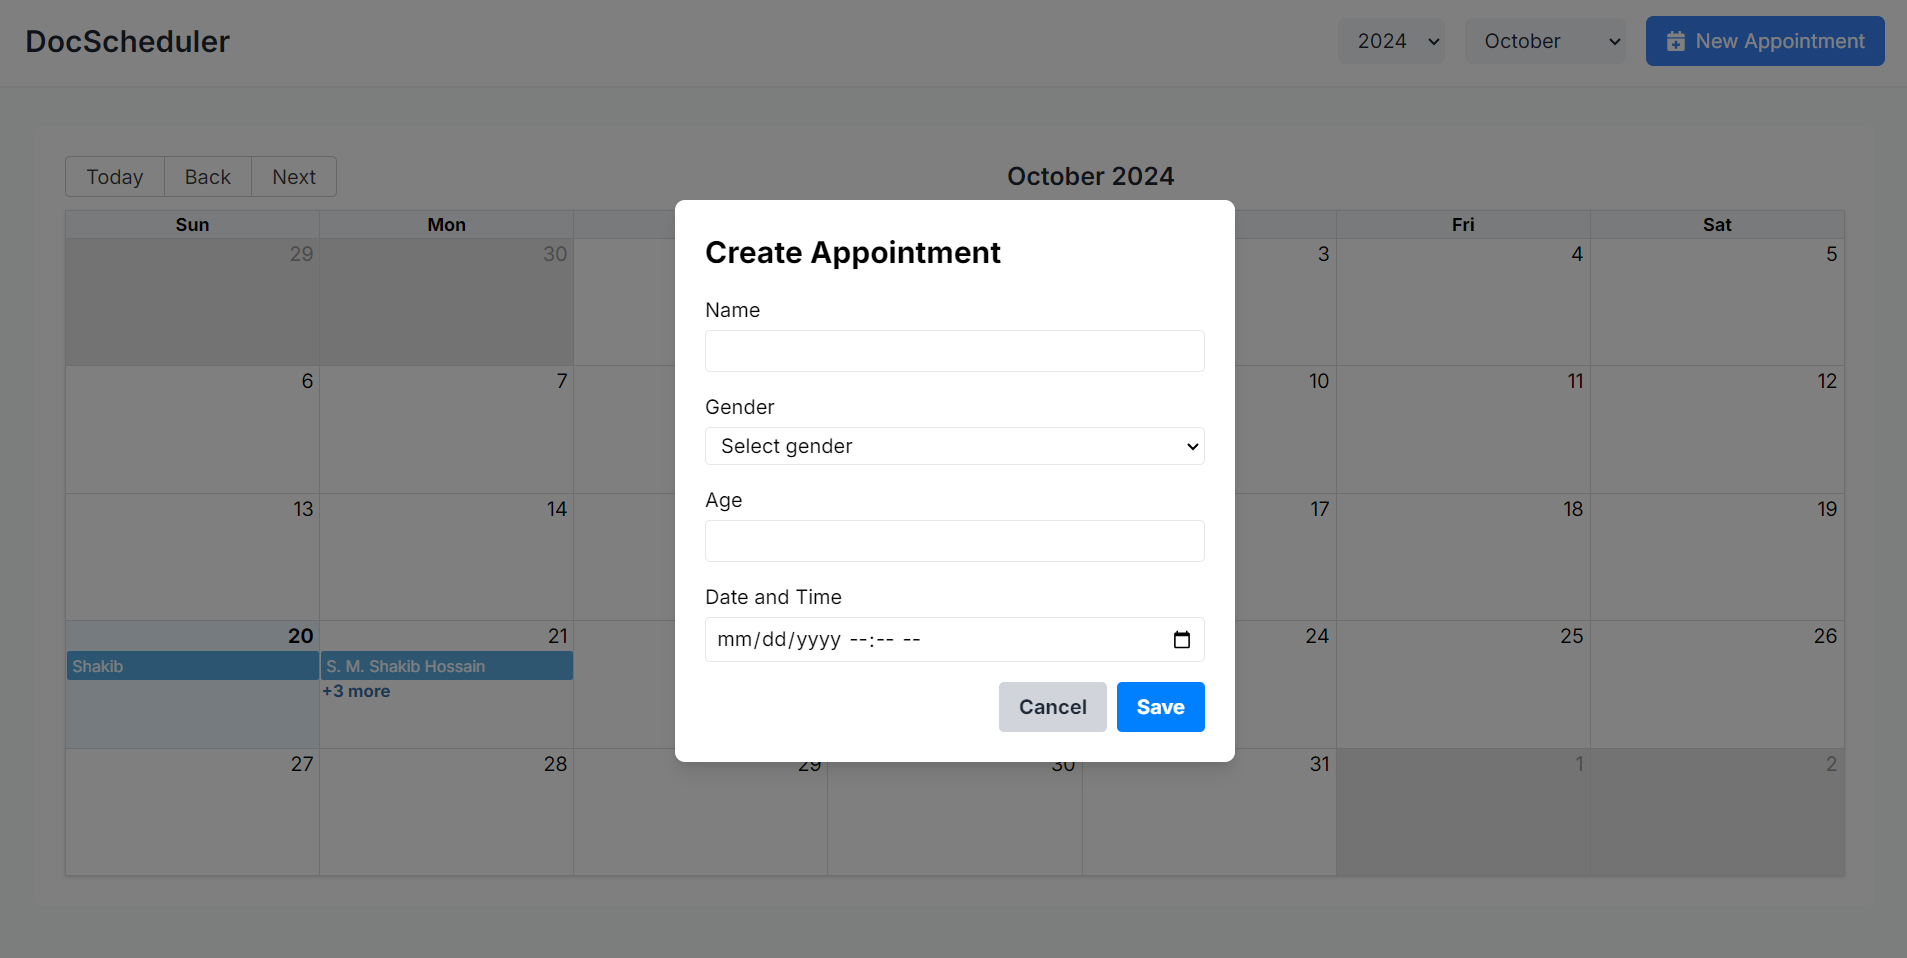 DocScheduler
2024
October
New Appointment
Today Back Next
October 2024
Sun Mon Fri Sat
29 30 3 4 5
6 7 10 11 12
13 14 17 18 19
20 21 24 25 26
Shakib S. M. Shakib Hossain
+3 more
27 28 29 30 31 1 2
Create Appointment
Name
Gender
Select gender
Age
Date and Time
mm/dd/yyyy --:-- --
Cancel Save